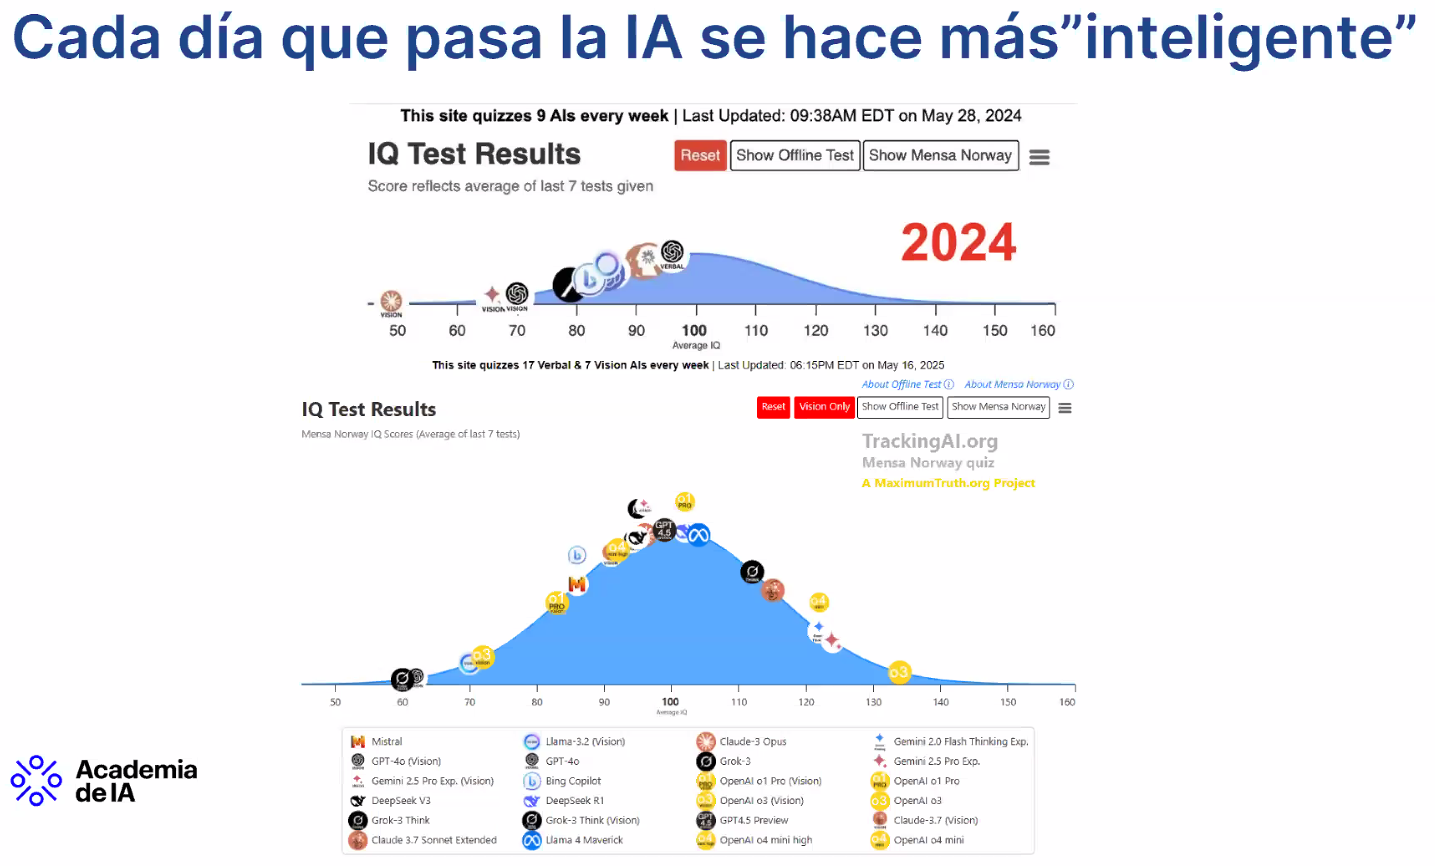 Cada día que pasa la IA se hace más”inteligente”
This site quizzes 9 AIs every week | Last Updated: 09:38AM EDT on May 28, 2024
IQ Test Results
Reset
Show Offline Test
Show Mensa Norway
Score reflects average of last 7 tests given
2024
VERBAL
VISION
VISION
VISION
50 60 70 80 90 100 110 120 130 140 150 160
Average IQ
This site quizzes 17 Verbal & 7 Vision AIs every week | Last Updated: 06:15PM EDT on May 16, 2025
About Offline Test
About Mensa Norway
IQ Test Results
Reset
Vision Only
Show Offline Test
Show Mensa Norway
Mensa Norway IQ Scores (Average of last 7 tests)
TrackingAI.org
Mensa Norway quiz
A MaximumTruth.org Project
o1 PRO
GPT 4.5
o4
o1 PRO
o4
o3
o3
50 60 70 80 90 100 110 120 130 140 150 160
Average IQ
Mistral Llama-3.2 (Vision) Claude-3 Opus Gemini 2.0 Flash Thinking Exp.
GPT-4o (Vision) GPT-4o Grok-3 Gemini 2.5 Pro Exp.
Gemini 2.5 Pro Exp. (Vision) Bing Copilot OpenAI o1 Pro (Vision) OpenAI o1 Pro
DeepSeek V3 DeepSeek R1 OpenAI o3 (Vision) OpenAI o3
Grok-3 Think Grok-3 Think (Vision) GPT4.5 Preview Claude-3.7 (Vision)
Claude 3.7 Sonnet Extended Llama 4 Maverick OpenAI o4 mini high OpenAI o4 mini
Academia
de IA